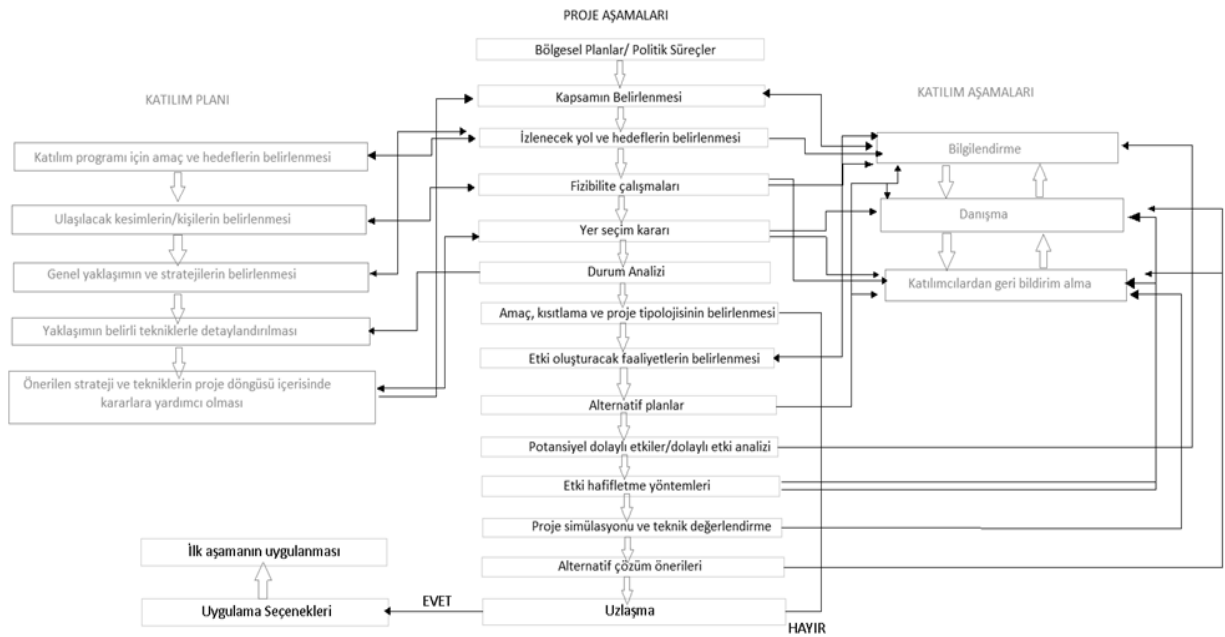 PROJE AŞAMALARI
Bölgesel Planlar/ Politik Süreçler
Kapsamın Belirlenmesi
İzlenecek yol ve hedeflerin belirlenmesi
Fizibilite çalışmaları
Yer seçim kararı
Durum Analizi
Amaç, kısıtlama ve proje tipolojisinin belirlenmesi
Etki oluşturacak faaliyetlerin belirlenmesi
Alternatif planlar
Potansiyel dolaylı etkiler/dolaylı etki analizi
Etki hafifletme yöntemleri
Proje simülasyonu ve teknik değerlendirme
Alternatif çözüm önerileri
Uzlaşma
EVET
HAYIR
Uygulama Seçenekleri
İlk aşamanın uygulanması
KATILIM PLANI
Katılım programı için amaç ve hedeflerin belirlenmesi
Ulaşılacak kesimlerin/kişilerin belirlenmesi
Genel yaklaşımın ve stratejilerin belirlenmesi
Yaklaşımın belirli tekniklerle detaylandırılması
Önerilen strateji ve tekniklerin proje döngüsü içerisinde
kararlara yardımcı olması
KATILIM AŞAMALARI
Bilgilendirme
Danışma
Katılımcılardan geri bildirim alma